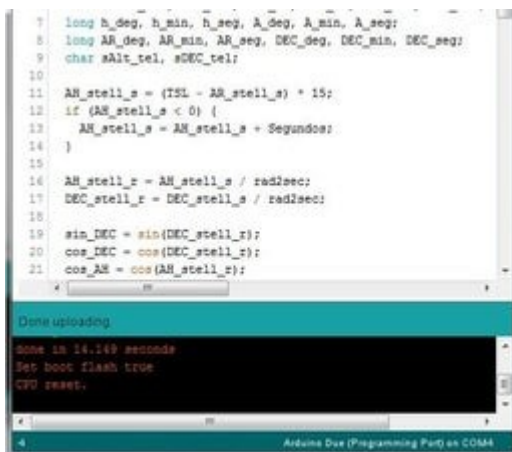 7 long h_deg, h_min, h_seg, A_deg, A_min, A_seg;
8 long AR_deg, AR_min, AR_seg, DEC_deg, DEC_min, DEC_seg;
9 char sAlt_tel, sDEC_tel;
10
11 AH_stell_s = (TSL - AR_stell_s) * 15;
12 if (AH_stell_s < 0) {
13 AH_stell_s = AH_stell_s + Segundos;
14 }
15
16 AH_stell_r = AH_stell_s / rad2sec;
17 DEC_stell_r = DEC_stell_s / rad2sec;
18
19 sin_DEC = sin(DEC_stell_r);
20 cos_DEC = cos(DEC_stell_r);
21 cos_AH = cos(AH_stell_r);
Done uploading
done in 14.149 seconds
Set boot flash true
CPU reset.
4 Arduino Due (Programming Port) on COM4